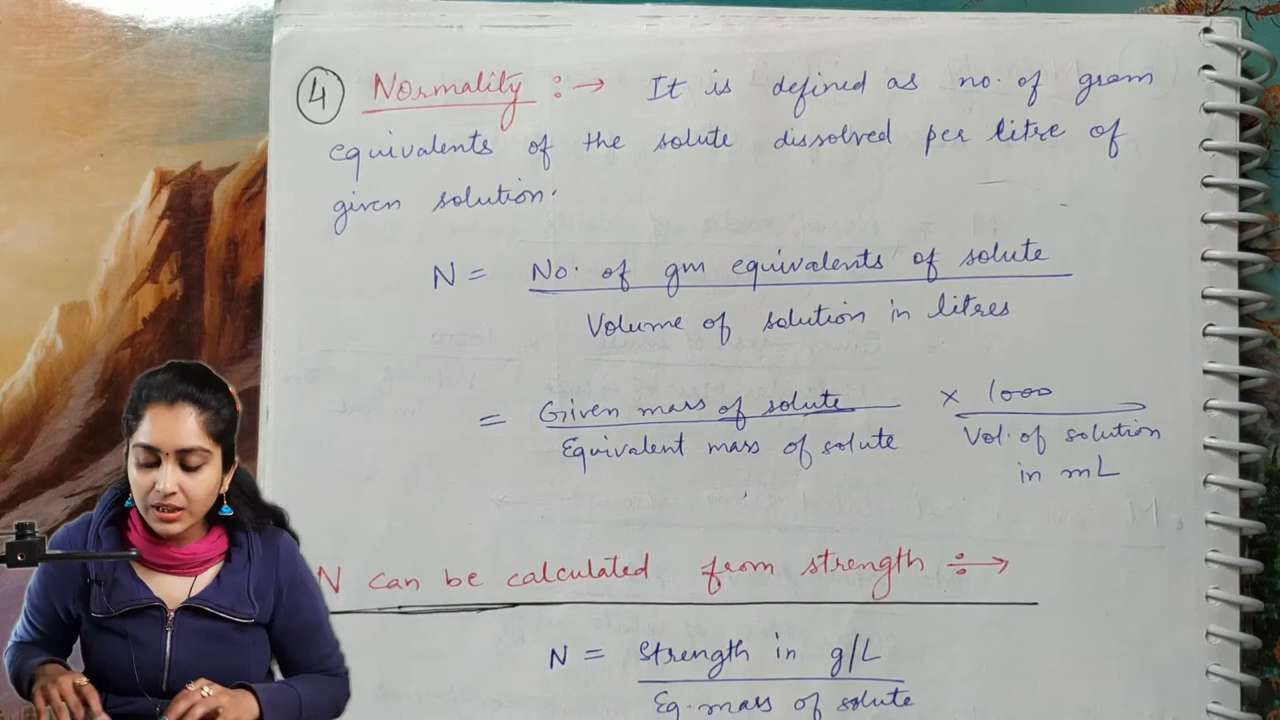 4 Normality :→ It is defined as no. of gram
equivalents of the solute dissolved per litre of
given solution.
N = No. of gm equivalents of solute
Volume of solution in litres
= Given mass of solute × 1000
Equivalent mass of solute Vol. of solution
in mL
N can be calculated from strength ÷→
N = Strength in g/L
Eq. mass of solute